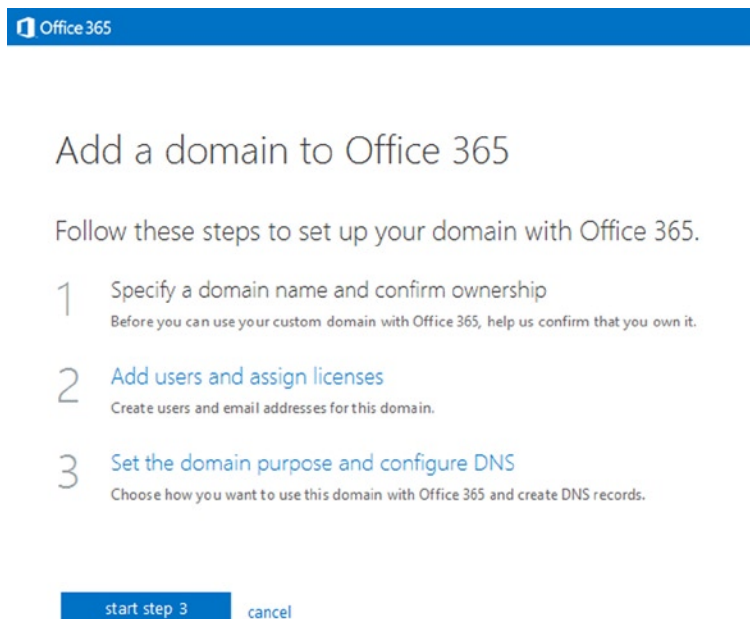 Office 365
Add a domain to Office 365
Follow these steps to set up your domain with Office 365.
1 Specify a domain name and confirm ownership
Before you can use your custom domain with Office 365, help us confirm that you own it.
2 Add users and assign licenses
Create users and email addresses for this domain.
3 Set the domain purpose and configure DNS
Choose how you want to use this domain with Office 365 and create DNS records.
start step 3 cancel